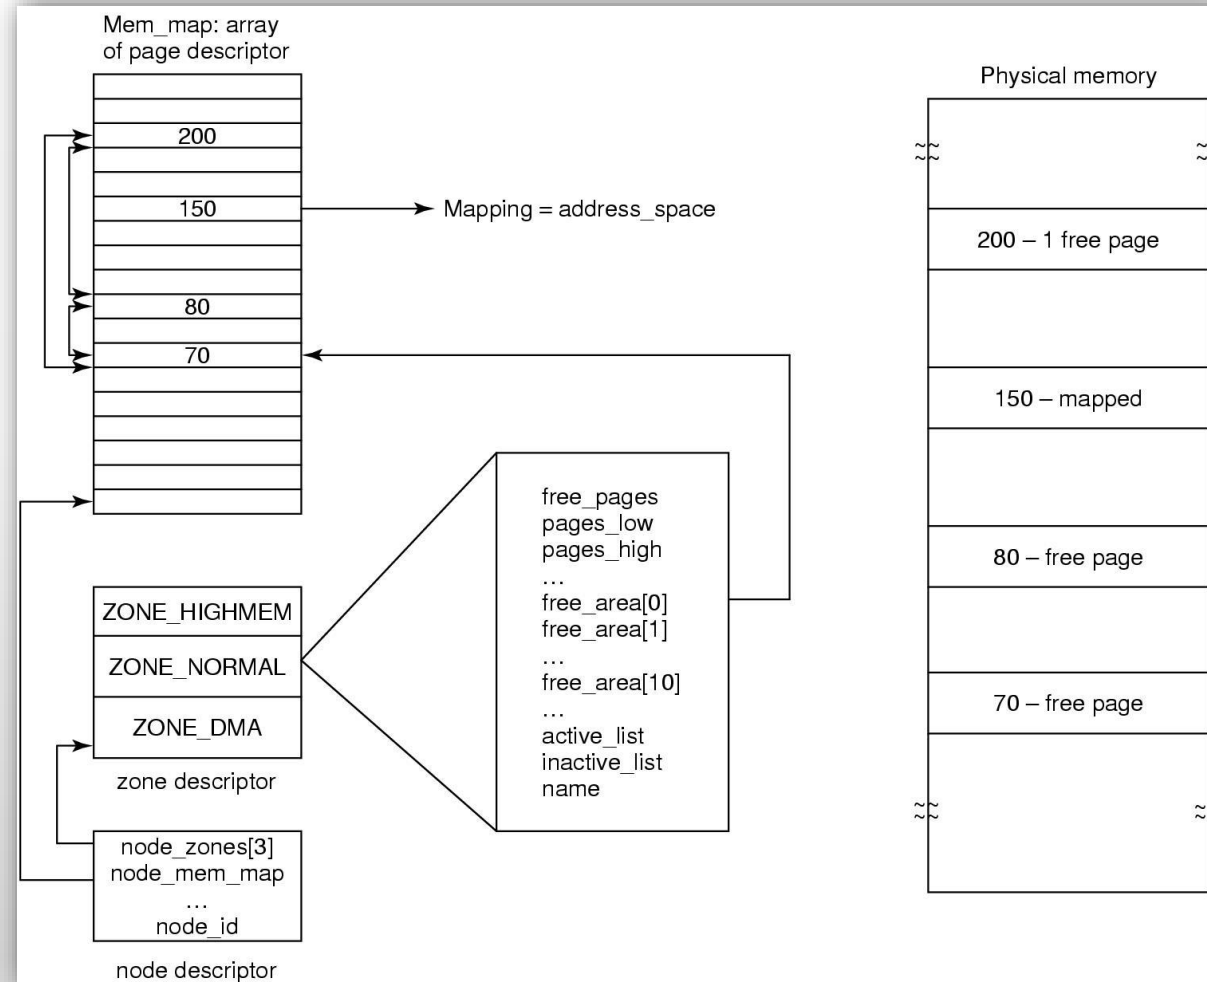 Mem_map: array
of page descriptor
200
150
80
70
Mapping = address_space
ZONE_HIGHMEM
ZONE_NORMAL
ZONE_DMA
zone descriptor
node_zones[3]
node_mem_map
...
node_id
node descriptor
free_pages
pages_low
pages_high
...
free_area[0]
free_area[1]
...
free_area[10]
...
active_list
inactive_list
name
Physical memory
200 – 1 free page
150 – mapped
80 – free page
70 – free page